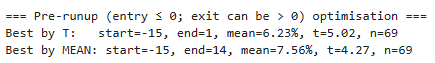 === Pre-runup (entry ≤ 0; exit can be > 0) optimisation ===
Best by T:   start=-15, end=1, mean=6.23%, t=5.02, n=69
Best by MEAN: start=-15, end=14, mean=7.56%, t=4.27, n=69